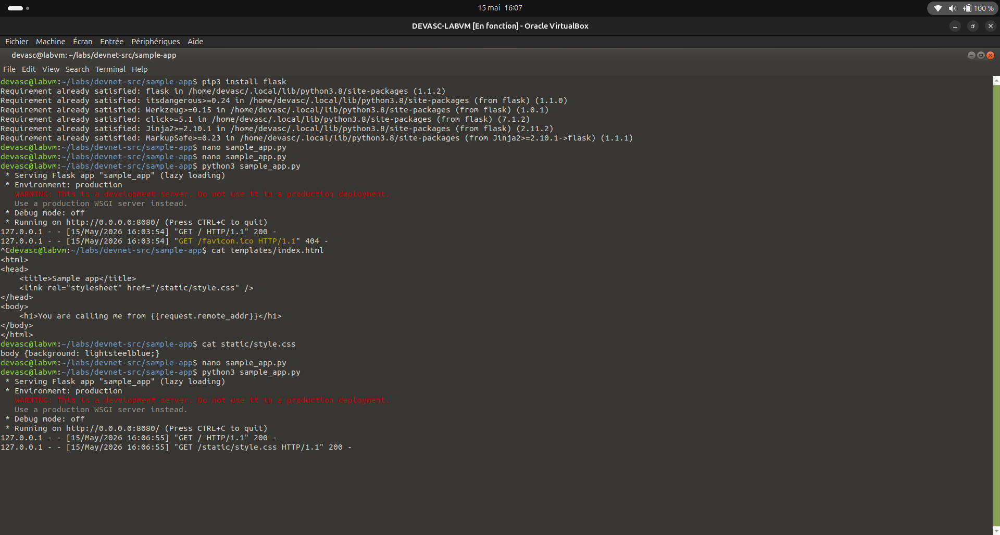 15 mai 16:07
100 %
DEVASC-LABVM [En fonction] - Oracle VirtualBox
Fichier Machine Écran Entrée Périphériques Aide
devasc@labvm: ~/labs/devnet-src/sample-app
File Edit View Search Terminal Help
devasc@labvm:~/labs/devnet-src/sample-app$ pip3 install flask
Requirement already satisfied: flask in /home/devasc/.local/lib/python3.8/site-packages (1.1.2)
Requirement already satisfied: itsdangerous>=0.24 in /home/devasc/.local/lib/python3.8/site-packages (from flask) (1.1.0)
Requirement already satisfied: Werkzeug>=0.15 in /home/devasc/.local/lib/python3.8/site-packages (from flask) (1.0.1)
Requirement already satisfied: click>=5.1 in /home/devasc/.local/lib/python3.8/site-packages (from flask) (7.1.2)
Requirement already satisfied: Jinja2>=2.10.1 in /home/devasc/.local/lib/python3.8/site-packages (from flask) (2.11.2)
Requirement already satisfied: MarkupSafe>=0.23 in /home/devasc/.local/lib/python3.8/site-packages (from Jinja2>=2.10.1->flask) (1.1.1)
devasc@labvm:~/labs/devnet-src/sample-app$ nano sample_app.py
devasc@labvm:~/labs/devnet-src/sample-app$ nano sample_app.py
devasc@labvm:~/labs/devnet-src/sample-app$ python3 sample_app.py
 * Serving Flask app "sample_app" (lazy loading)
 * Environment: production
   WARNING: This is a development server. Do not use it in a production deployment.
   Use a production WSGI server instead.
 * Debug mode: off
 * Running on http://0.0.0.0:8080/ (Press CTRL+C to quit)
127.0.0.1 - - [15/May/2026 16:03:54] "GET / HTTP/1.1" 200 -
127.0.0.1 - - [15/May/2026 16:03:54] "GET /favicon.ico HTTP/1.1" 404 -
^Cdevasc@labvm:~/labs/devnet-src/sample-app$ cat templates/index.html
<html>
<head>
    <title>Sample app</title>
    <link rel="stylesheet" href="/static/style.css" />
</head>
<body>
    <h1>You are calling me from {{request.remote_addr}}</h1>
</body>
</html>
devasc@labvm:~/labs/devnet-src/sample-app$ cat static/style.css
body {background: lightsteelblue;}
devasc@labvm:~/labs/devnet-src/sample-app$ nano sample_app.py
devasc@labvm:~/labs/devnet-src/sample-app$ python3 sample_app.py
 * Serving Flask app "sample_app" (lazy loading)
 * Environment: production
   WARNING: This is a development server. Do not use it in a production deployment.
   Use a production WSGI server instead.
 * Debug mode: off
 * Running on http://0.0.0.0:8080/ (Press CTRL+C to quit)
127.0.0.1 - - [15/May/2026 16:06:55] "GET / HTTP/1.1" 200 -
127.0.0.1 - - [15/May/2026 16:06:55] "GET /static/style.css HTTP/1.1" 200 -